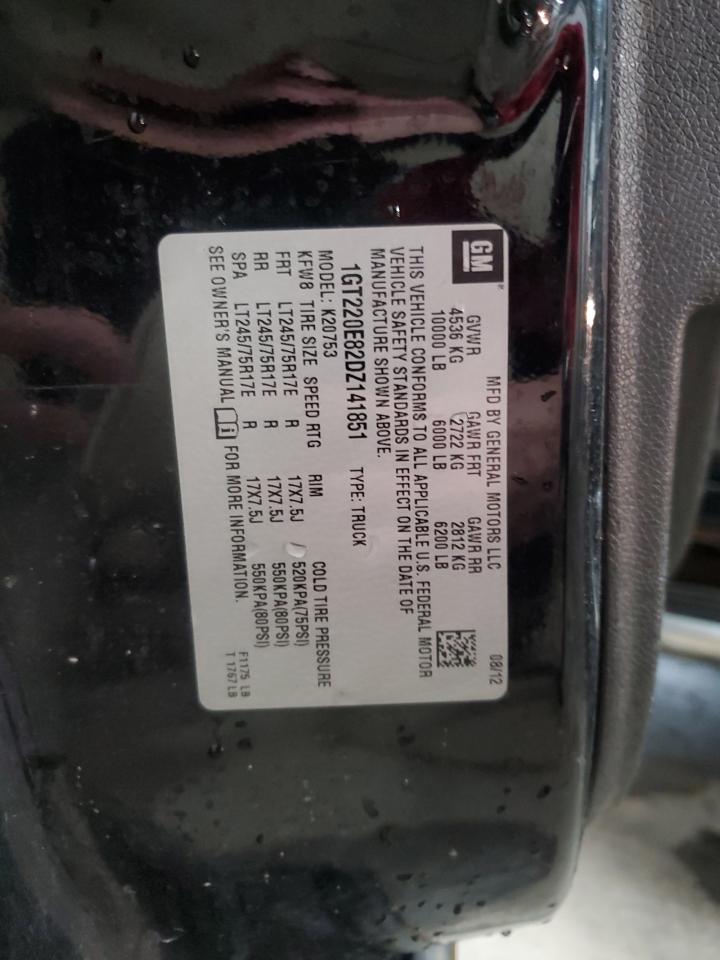 GM
MFD BY GENERAL MOTORS LLC 08/12
GVWR GAWR FRT GAWR RR
4536 KG 2722 KG 2812 KG
10000 LB 6000 LB 6200 LB
THIS VEHICLE CONFORMS TO ALL APPLICABLE U.S. FEDERAL MOTOR
VEHICLE SAFETY STANDARDS IN EFFECT ON THE DATE OF
MANUFACTURE SHOWN ABOVE.
1GT220E82DZ141851 TYPE: TRUCK
MODEL: K20753
KFW8 TIRE SIZE SPEED RTG RIM COLD TIRE PRESSURE
FRT LT245/75R17E R 17X7.5J 520KPA(75PSI)
RR LT245/75R17E R 17X7.5J 550KPA(80PSI)
SPA LT245/75R17E R 17X7.5J 550KPA(80PSI)
SEE OWNER'S MANUAL i FOR MORE INFORMATION.
F1175 LB
T 1767 LB